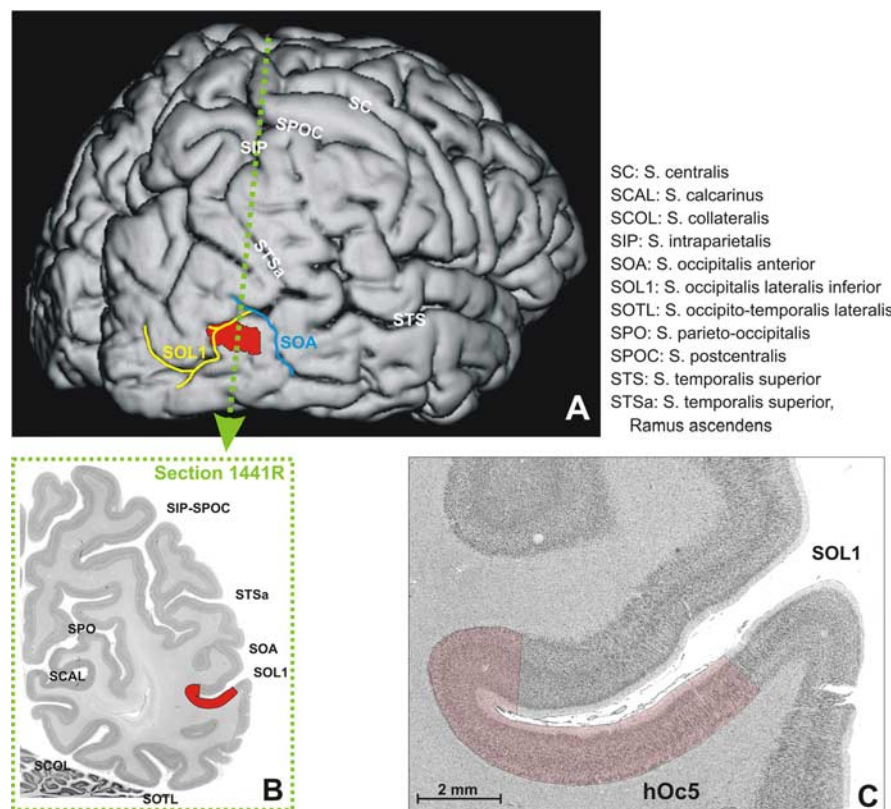 SC
SPOC
SIP
STSa
STS
SOL1
SOA
A
SC: S. centralis
SCAL: S. calcarinus
SCOL: S. collateralis
SIP: S. intraparietalis
SOA: S. occipitalis anterior
SOL1: S. occipitalis lateralis inferior
SOTL: S. occipito-temporalis lateralis
SPO: S. parieto-occipitalis
SPOC: S. postcentralis
STS: S. temporalis superior
STSa: S. temporalis superior,
Ramus ascendens
Section 1441R
SIP-SPOC
STSa
SPO
SOA
SCAL
SOL1
SCOL
SOTL
B
SOL1
hOc5
2 mm
C